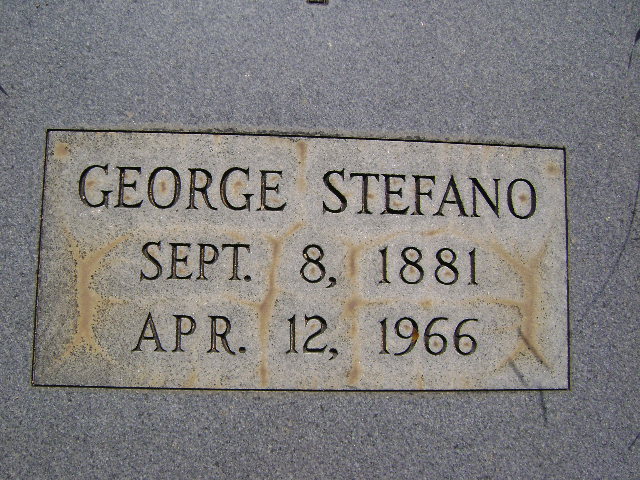 GEORGE STEFANO
SEPT. 8, 1881
APR. 12, 1966